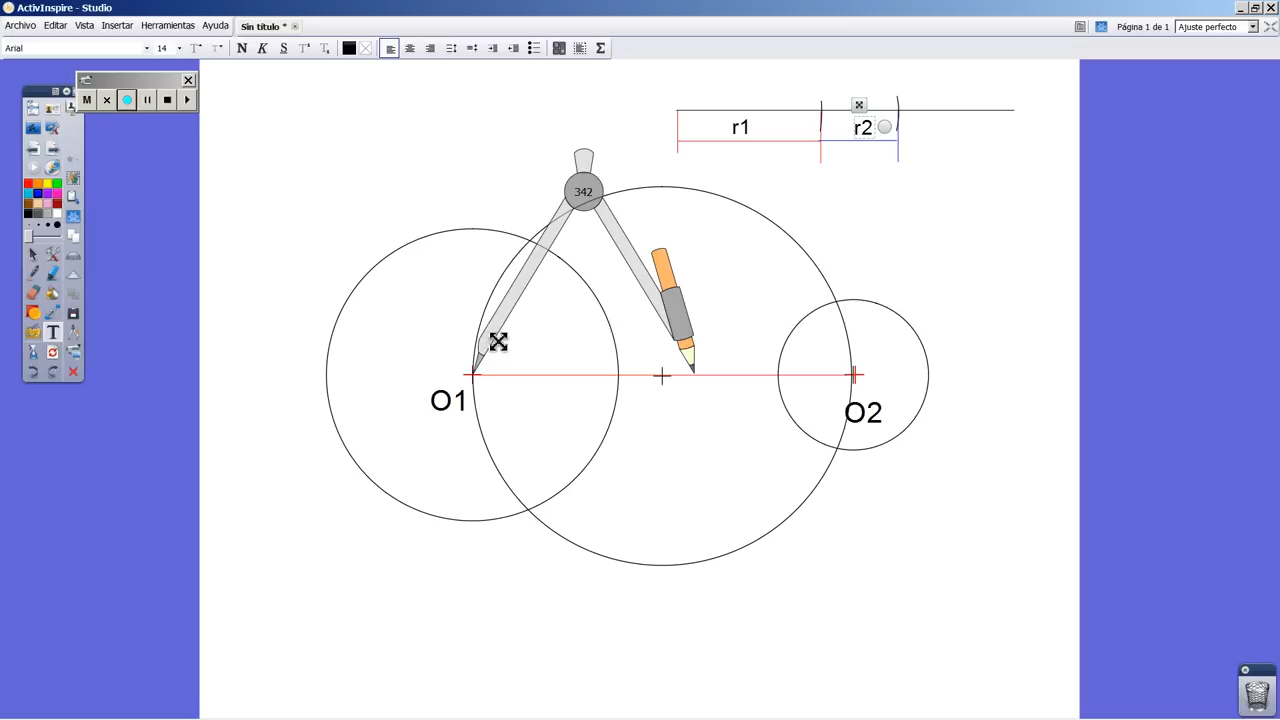 ActivInspire - Studio
Archivo Editar Vista Insertar Herramientas Ayuda Sin título * Página 1 de 1 Ajuste perfecto
Arial 14 N K S T T Σ
M
r1 r2
342
O1
O2
T